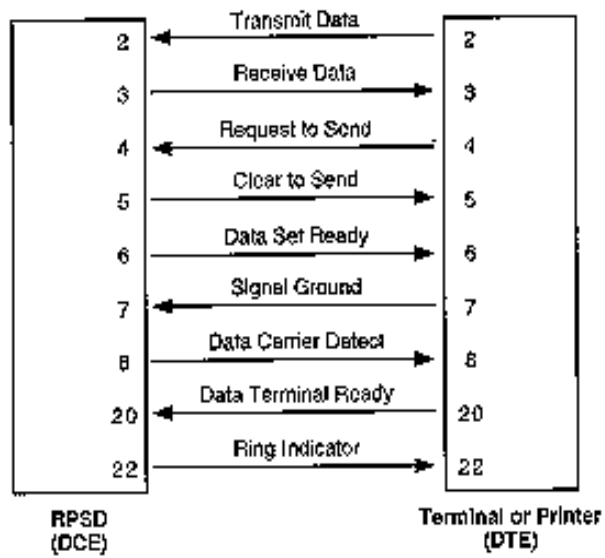 Transmit Data
2 2
Receive Data
3 3
Request to Send
4 4
Clear to Send
5 5
Data Set Ready
6 6
Signal Ground
7 7
Data Carrier Detect
8 8
Data Terminal Ready
20 20
Ring Indicator
22 22
RPSD
(DCE)
Terminal or Printer
(DTE)